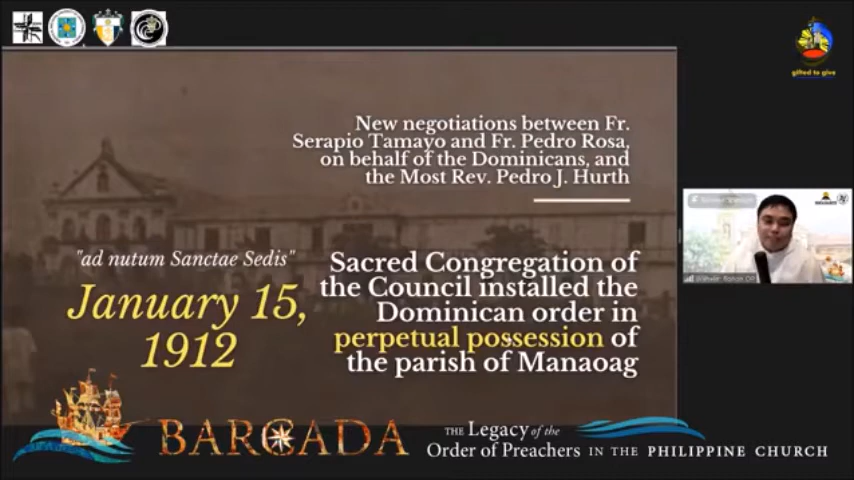 gifted to give
New negotiations between Fr.
Serapio Tamayo and Fr. Pedro Rosa,
on behalf of the Dominicans, and
the Most Rev. Pedro J. Hurth
"ad nutum Sanctae Sedis"
January 15,
1912
Sacred Congregation of
the Council installed the
Dominican order in
perpetual possession of
the parish of Manaoag
BARCADA
THE Legacy of the
Order of Preachers IN THE PHILIPPINE CHURCH